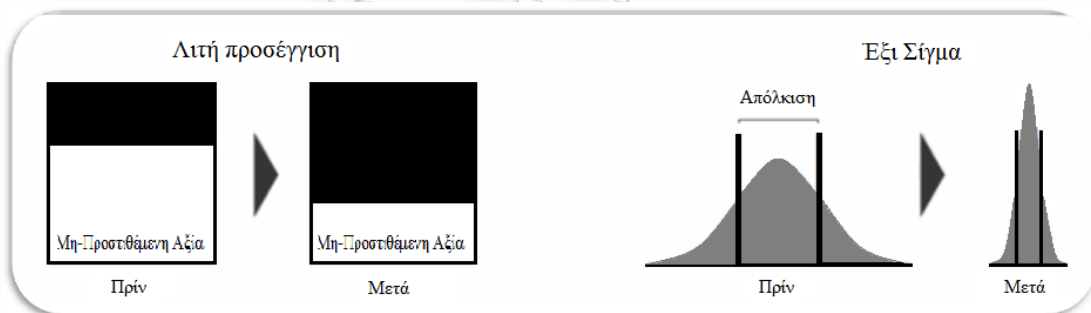 Λιτή προσέγγιση
Έξι Σίγμα
Απόλκιση
Μη-Προστιθέμενη Αξία
Μη-Προστιθέμενη Αξία
Πρίν
Μετά
Πρίν
Μετά